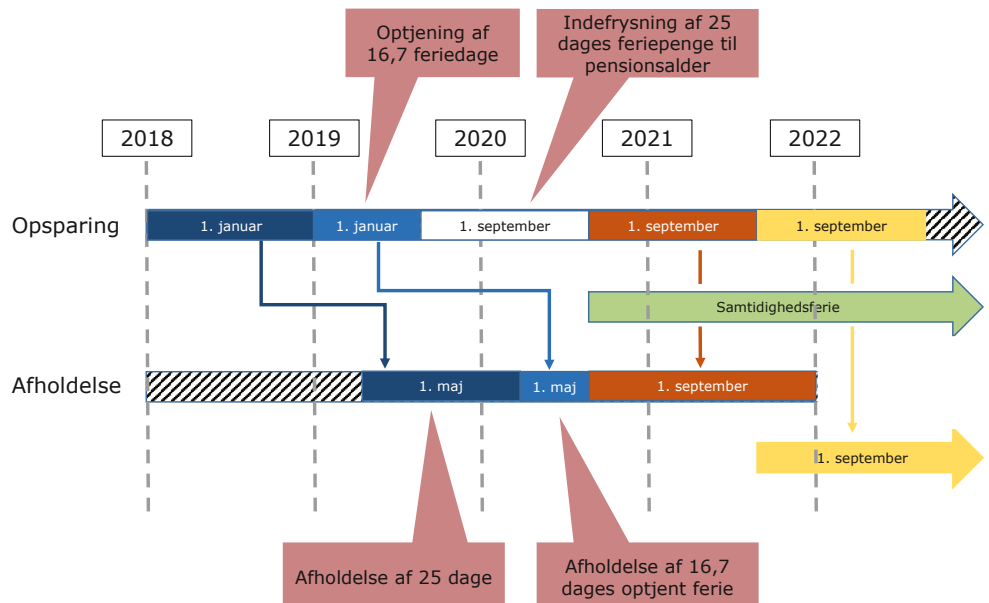 Optjening af
16,7 feriedage
Indefrysning af 25
dages feriepenge til
pensionsalder
2018
2019
2020
2021
2022
Opsparing
1. januar
1. januar
1. september
1. september
1. september
Samtidighedsferie
Afholdelse
1. maj
1. maj
1. september
1. september
Afholdelse af 25 dage
Afholdelse af 16,7
dages optjent ferie